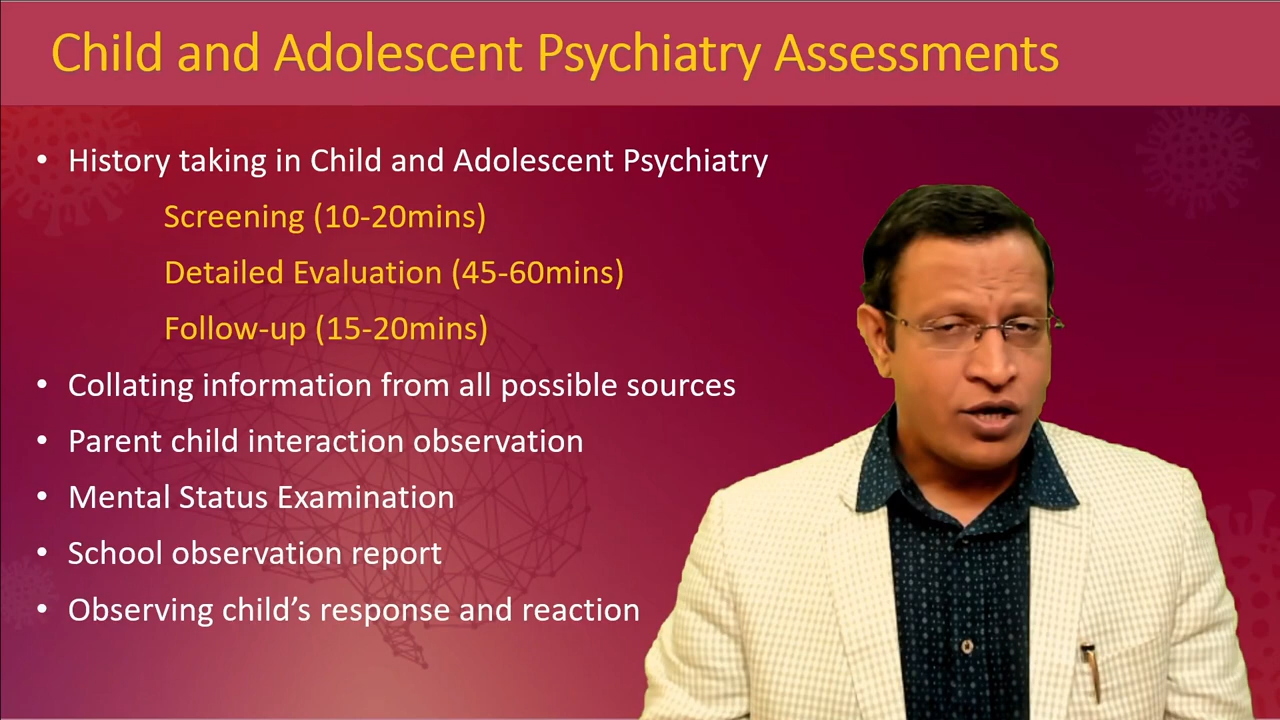 Child and Adolescent Psychiatry Assessments
• History taking in Child and Adolescent Psychiatry
Screening (10-20mins)
Detailed Evaluation (45-60mins)
Follow-up (15-20mins)
• Collating information from all possible sources
• Parent child interaction observation
• Mental Status Examination
• School observation report
• Observing child’s response and reaction